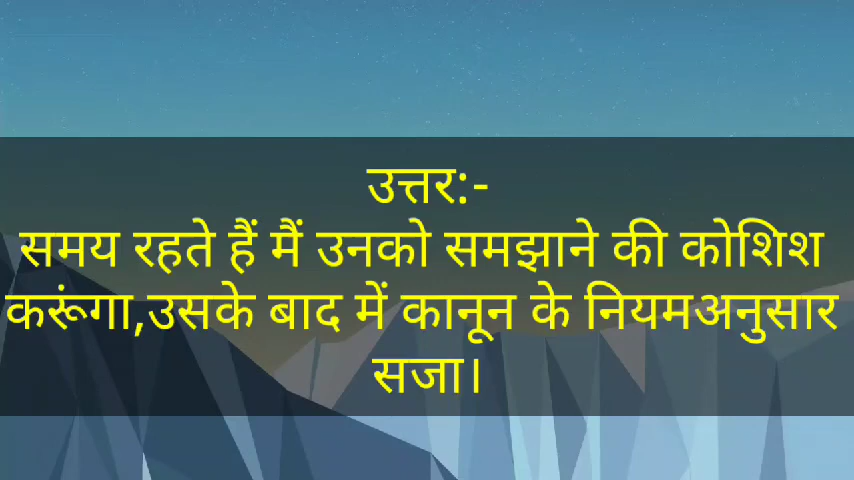 उत्तर:-
समय रहते हैं मैं उनको समझाने की कोशिश
करूंगा,उसके बाद में कानून के नियमअनुसार
सजा।